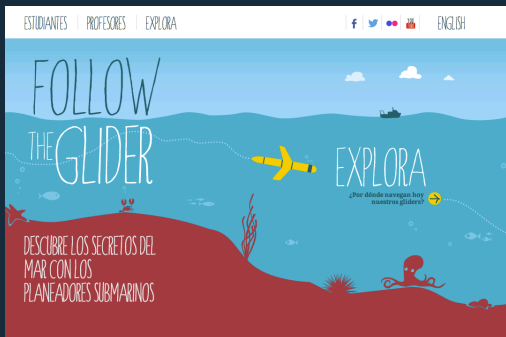 ESTUDIANTES
PROFESORES
EXPLORA
ENGLISH
FOLLOW
THE GLIDER
EXPLORA
¿Por dónde navegan hoy
nuestros gliders?
DESCUBRE LOS SECRETOS DEL
MAR CON LOS
PLANEADORES SUBMARINOS